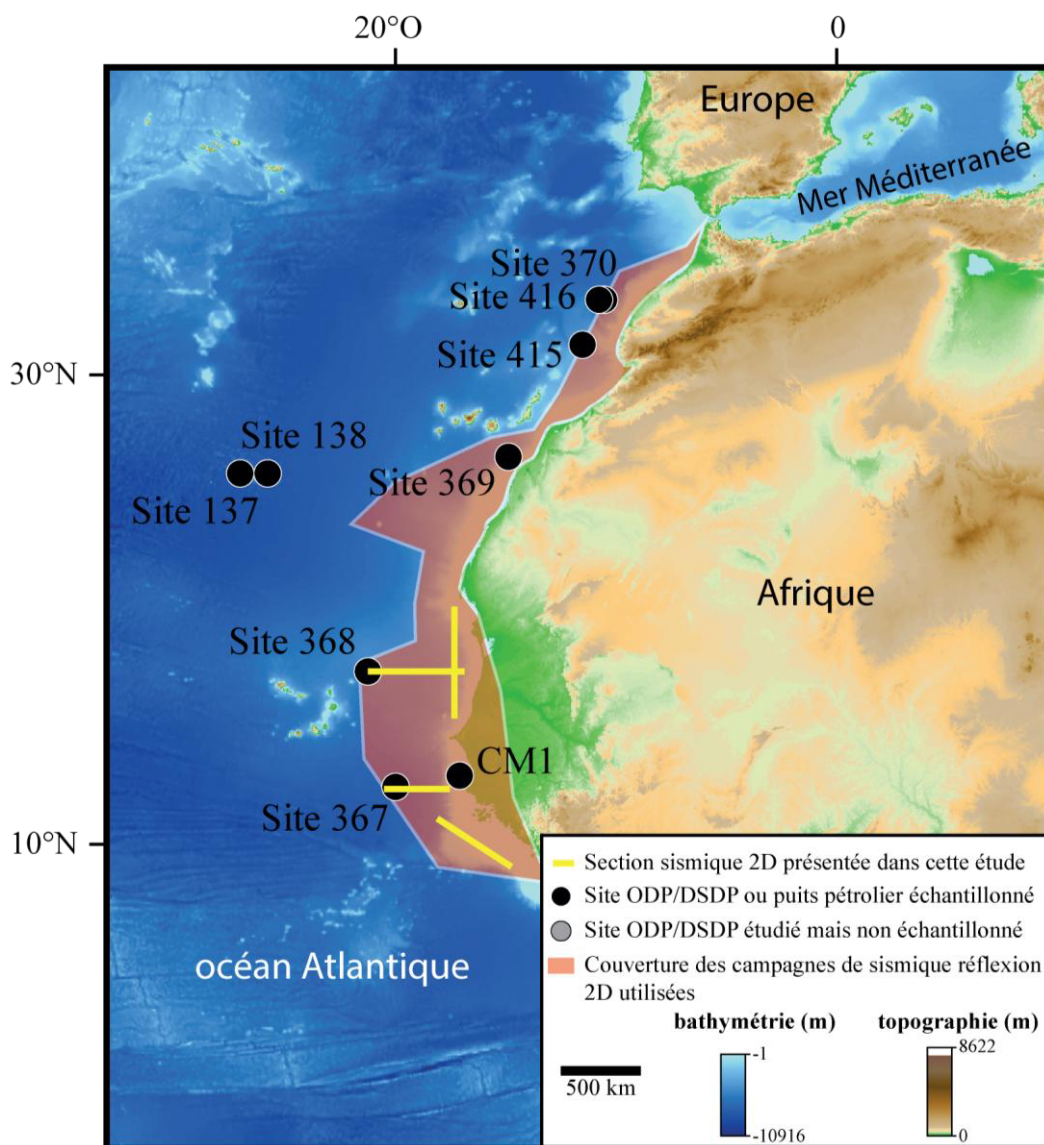 20°O
0
Europe
Mer Méditerranée
Site 370
Site 416
Site 415
30°N
Site 138
Site 369
Site 137
Afrique
Site 368
CM1
Site 367
10°N
océan Atlantique
Section sismique 2D présentée dans cette étude
Site ODP/DSDP ou puits pétrolier échantillonné
Site ODP/DSDP étudié mais non échantillonné
Couverture des campagnes de sismique réflexion
2D utilisées
bathymétrie (m)
topographie (m)
-1
8622
500 km
-10916
0